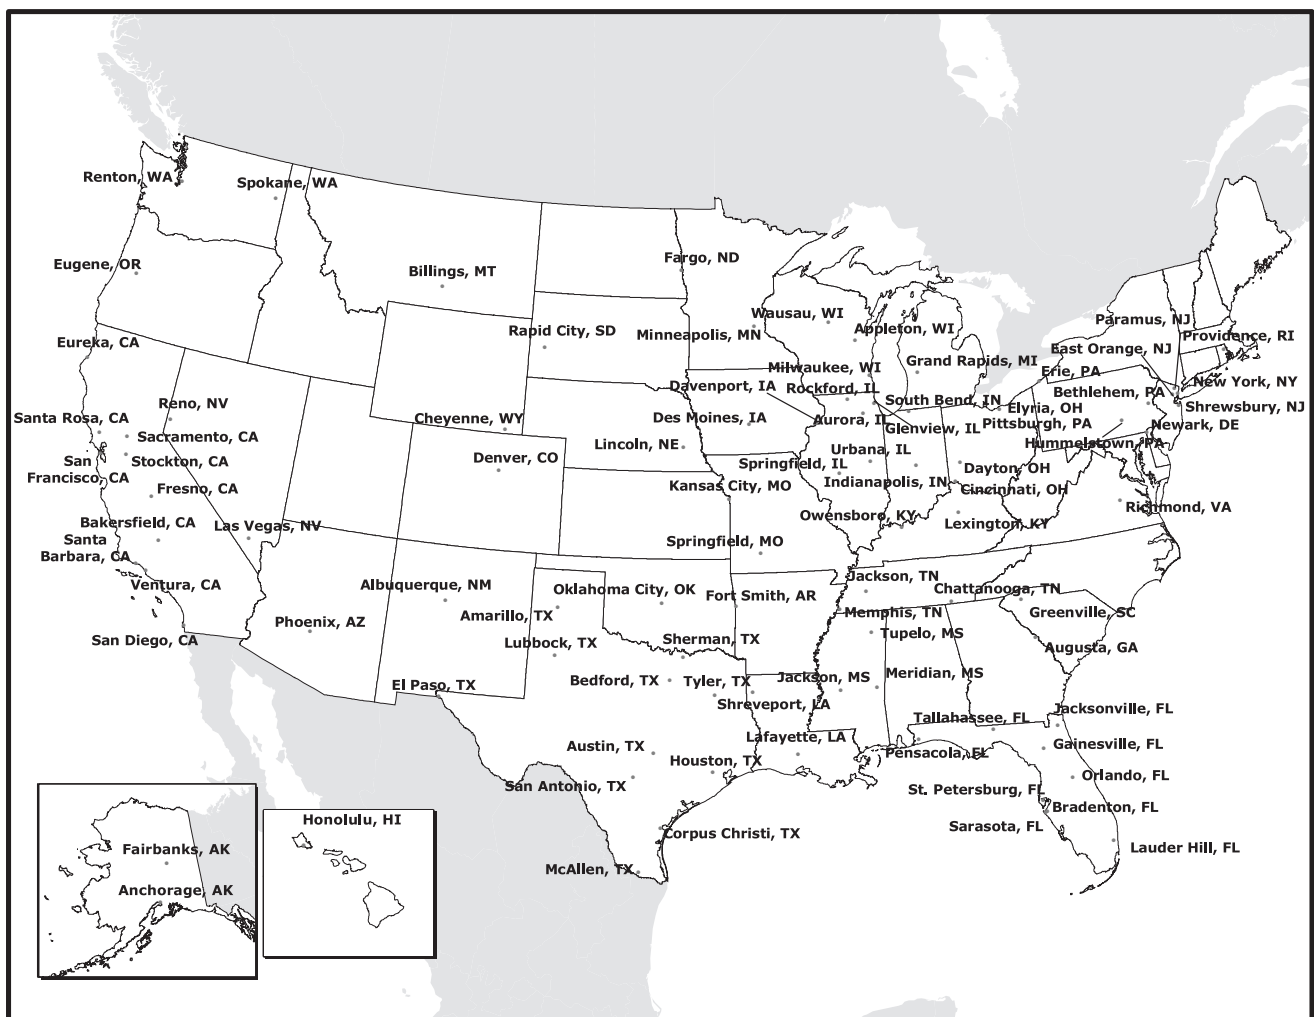 Renton, WA
Spokane, WA
Eugene, OR
Billings, MT
Fargo, ND
Rapid City, SD
Minneapolis, MN
Wausau, WI
Appleton, WI
Paramus, NJ
Providence, RI
Eureka, CA
East Orange, NJ
Grand Rapids, MI
Milwaukee, WI
Erie, PA
Davenport, IA
Rockford, IL
New York, NY
Bethlehem, PA
South Bend, IN
Reno, NV
Elyria, OH
Shrewsbury, NJ
Santa Rosa, CA
Cheyenne, WY
Des Moines, IA
Aurora, IL
Glenview, IL
Pittsburgh, PA
Newark, DE
Sacramento, CA
Lincoln, NE
Hummelstown, PA
Urbana, IL
Stockton, CA
Denver, CO
Springfield, IL
Dayton, OH
San
Francisco, CA
Indianapolis, IN
Kansas City, MO
Fresno, CA
Cincinnati, OH
Richmond, VA
Owensboro, KY
Lexington, KY
Bakersfield, CA
Las Vegas, NV
Santa
Barbara, CA
Springfield, MO
Jackson, TN
Ventura, CA
Albuquerque, NM
Oklahoma City, OK
Fort Smith, AR
Chattanooga, TN
Amarillo, TX
Memphis, TN
Greenville, SC
Phoenix, AZ
San Diego, CA
Lubbock, TX
Sherman, TX
Tupelo, MS
Augusta, GA
El Paso, TX
Bedford, TX
Tyler, TX
Jackson, MS
Meridian, MS
Shreveport, LA
Jacksonville, FL
Tallahassee, FL
Lafayette, LA
Austin, TX
Pensacola, FL
Gainesville, FL
Houston, TX
San Antonio, TX
Orlando, FL
St. Petersburg, FL
Bradenton, FL
Honolulu, HI
Sarasota, FL
Corpus Christi, TX
Fairbanks, AK
Lauder Hill, FL
McAllen, TX
Anchorage, AK